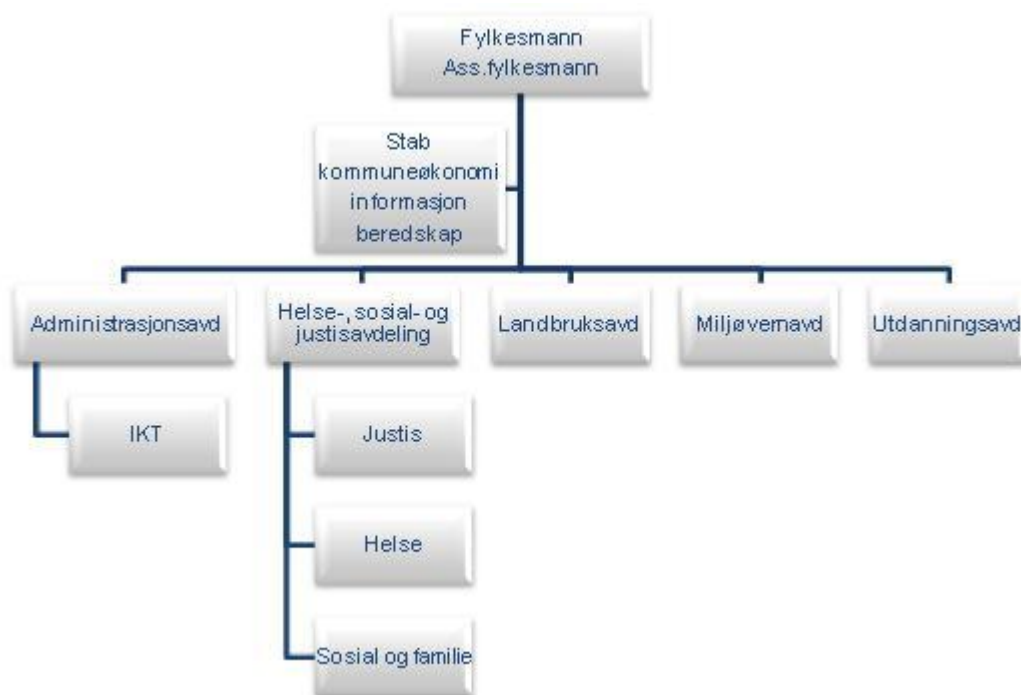 Fylkesmann
Ass.fylkesmann
Stab
kommuneøkonomi
informasjon
beredskap
Administrasjonsavd
Helse-, sosial- og
justisavdeling
Landbruksavd
Miljøvernavd
Utdanningsavd
IKT
Justis
Helse
Sosial og familie